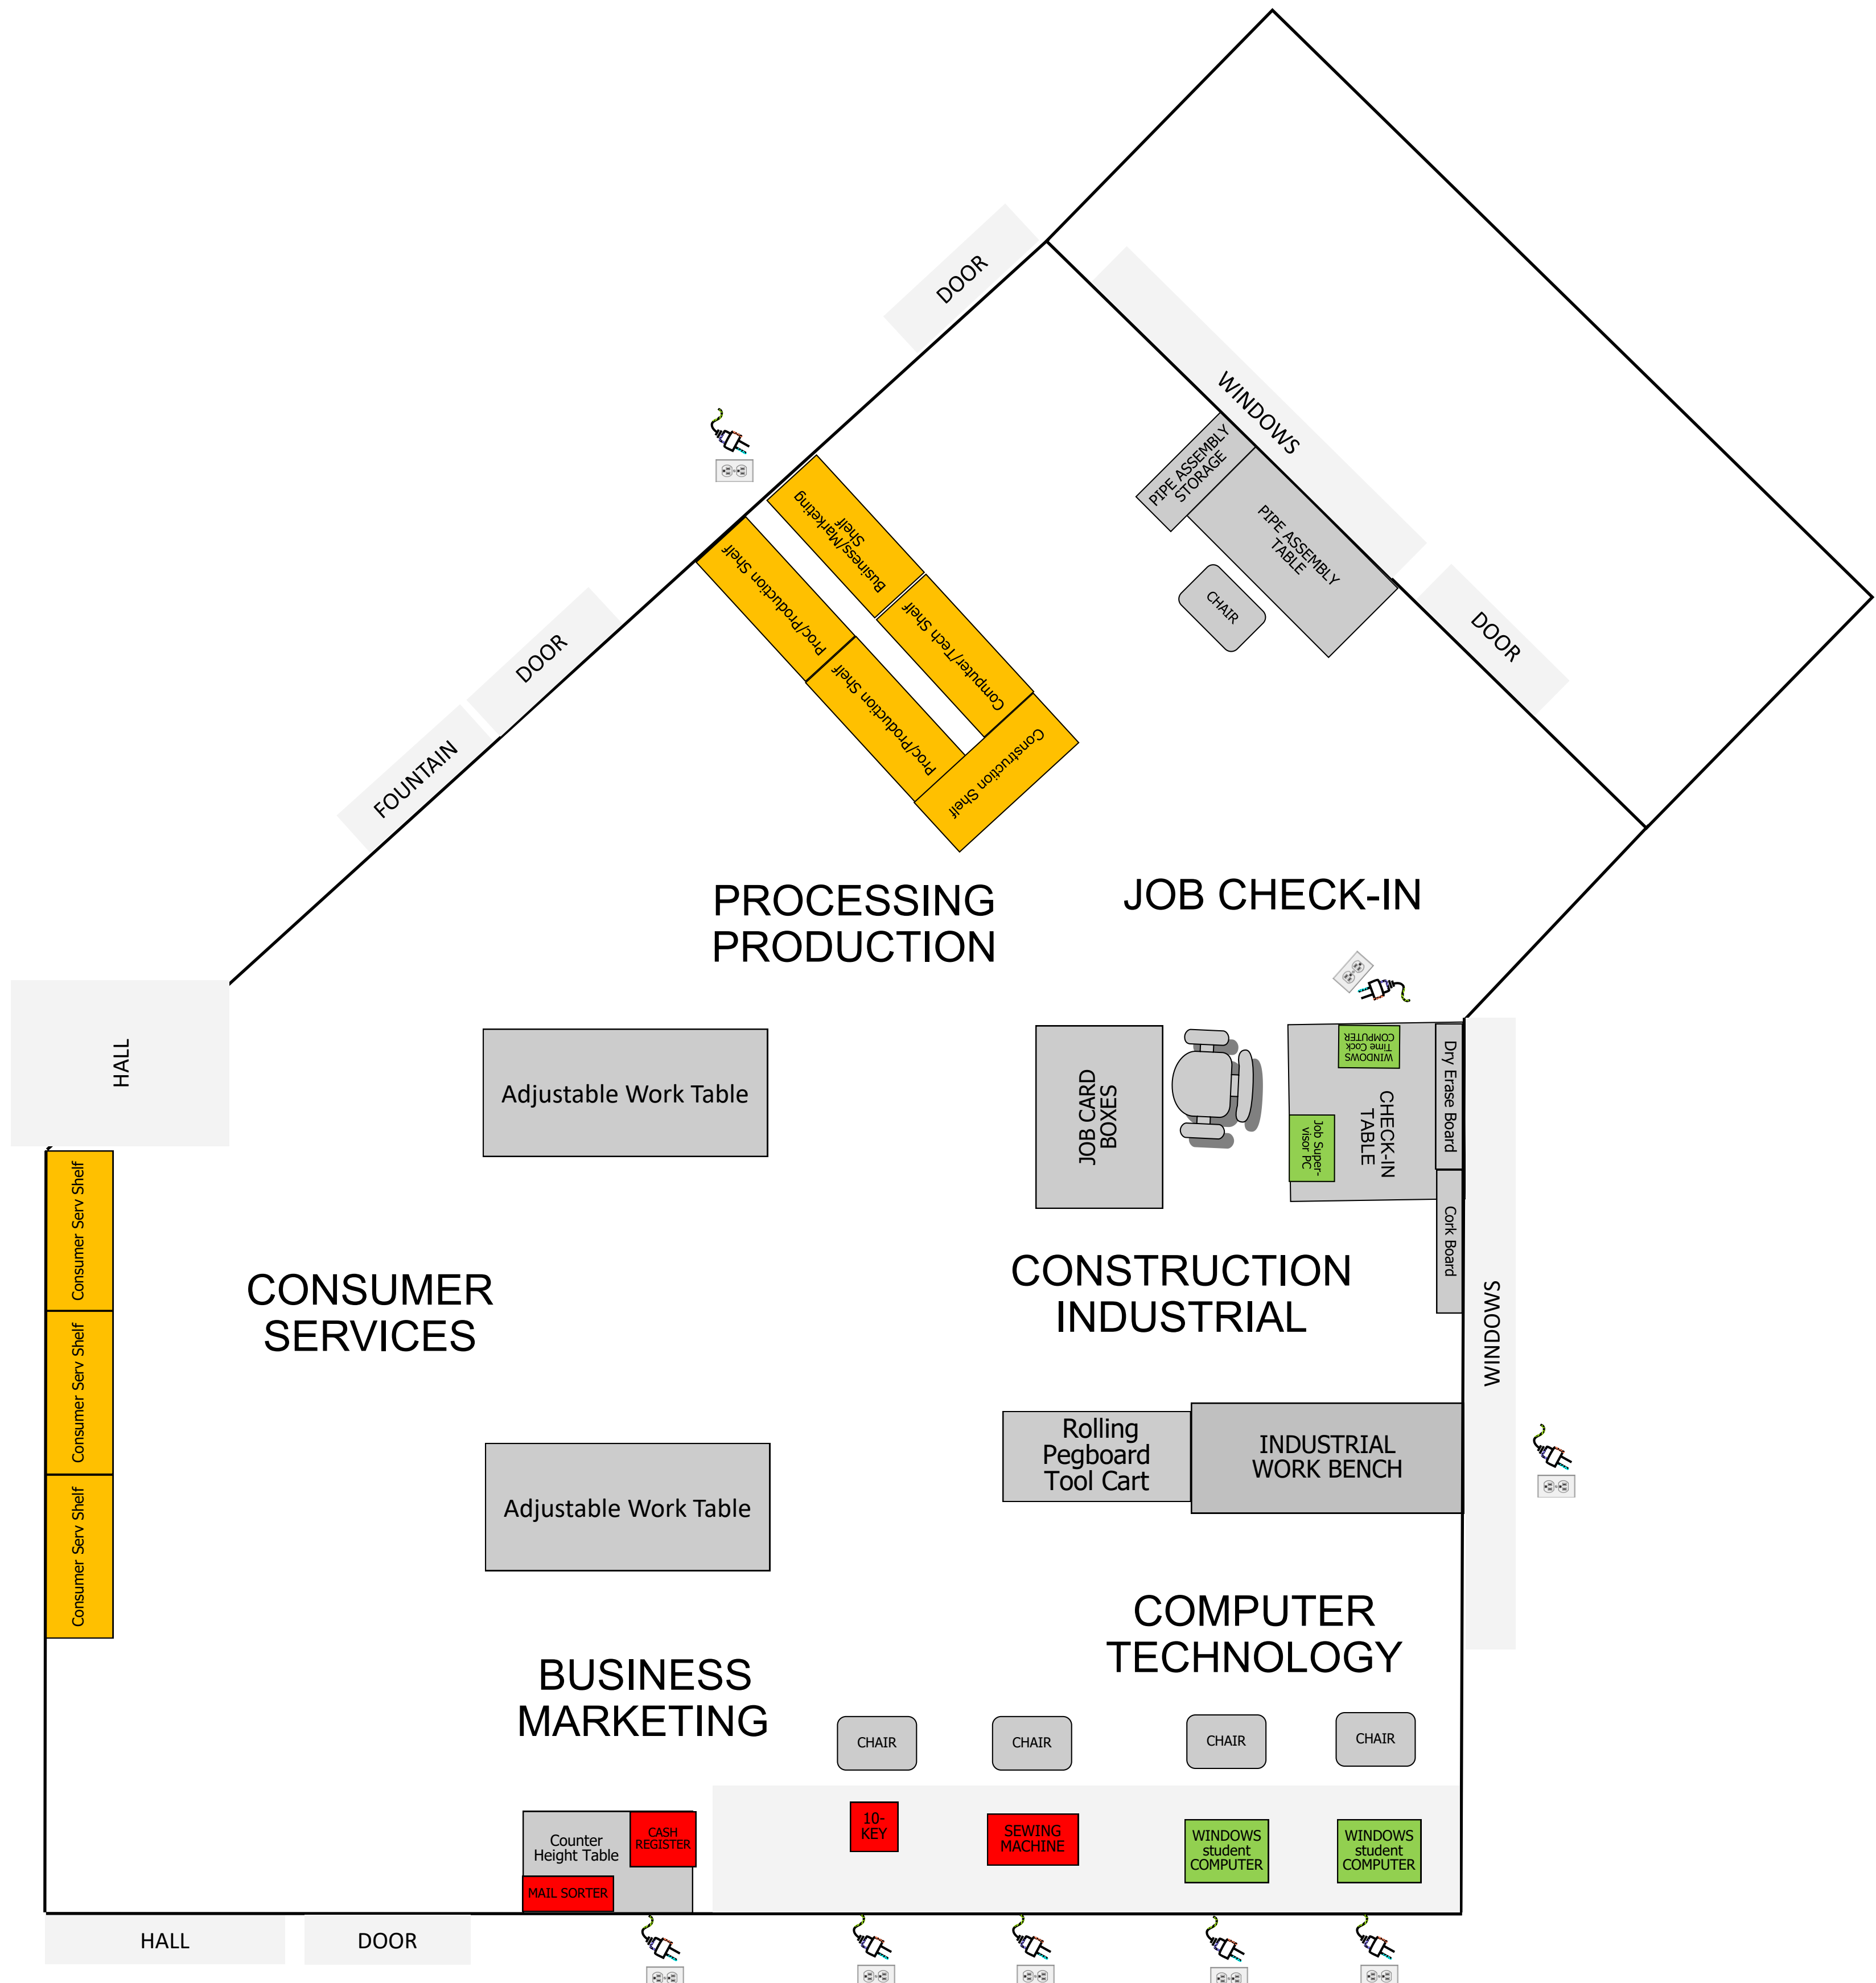 DOOR
WINDOWS
PIPE ASSEMBLY
STORAGE
PIPE ASSEMBLY
TABLE
CHAIR
DOOR
Business/Marketing
Shelf
Proc/Production Shelf
Computer/Tech Shelf
Proc/Production Shelf
Construction Shelf
DOOR
FOUNTAIN
PROCESSING
PRODUCTION
JOB CHECK-IN
HALL
Adjustable Work Table
JOB CARD
BOXES
WINDOWS
Time Cock
COMPUTER
Job Super-
visor PC
CHECK-IN
TABLE
Dry Erase Board
Cork Board
Consumer Serv Shelf
Consumer Serv Shelf
Consumer Serv Shelf
CONSUMER
SERVICES
CONSTRUCTION
INDUSTRIAL
WINDOWS
Rolling
Pegboard
Tool Cart
INDUSTRIAL
WORK BENCH
Adjustable Work Table
COMPUTER
TECHNOLOGY
BUSINESS
MARKETING
CHAIR
CHAIR
CHAIR
CHAIR
Counter
Height Table
CASH
REGISTER
MAIL SORTER
10-
KEY
SEWING
MACHINE
WINDOWS
student
COMPUTER
WINDOWS
student
COMPUTER
HALL
DOOR